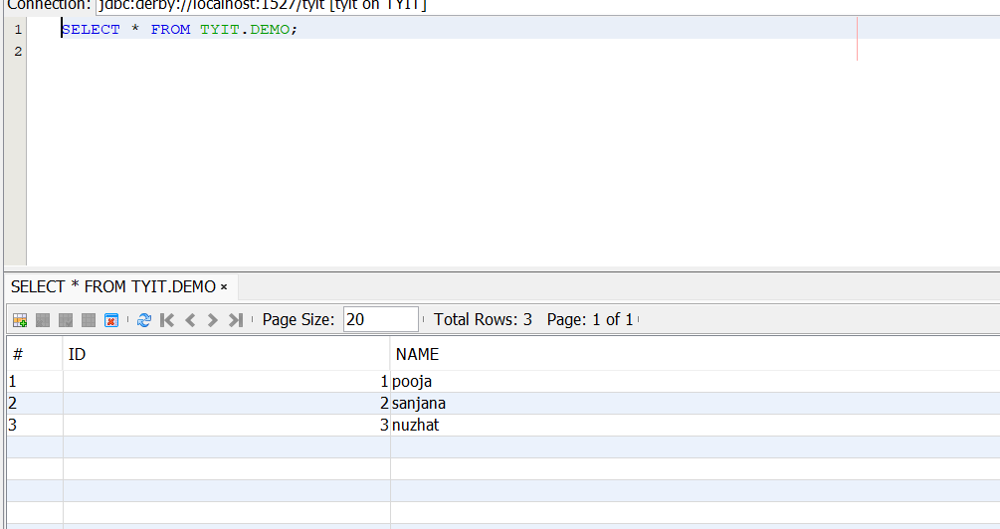 Connection: jdbc:derby://localhost:1527/tyit [tyit on TYIT]
1 SELECT * FROM TYIT.DEMO;
2
SELECT * FROM TYIT.DEMO ×
Page Size: 20 Total Rows: 3 Page: 1 of 1
# ID NAME
1 1 pooja
2 2 sanjana
3 3 nuzhat